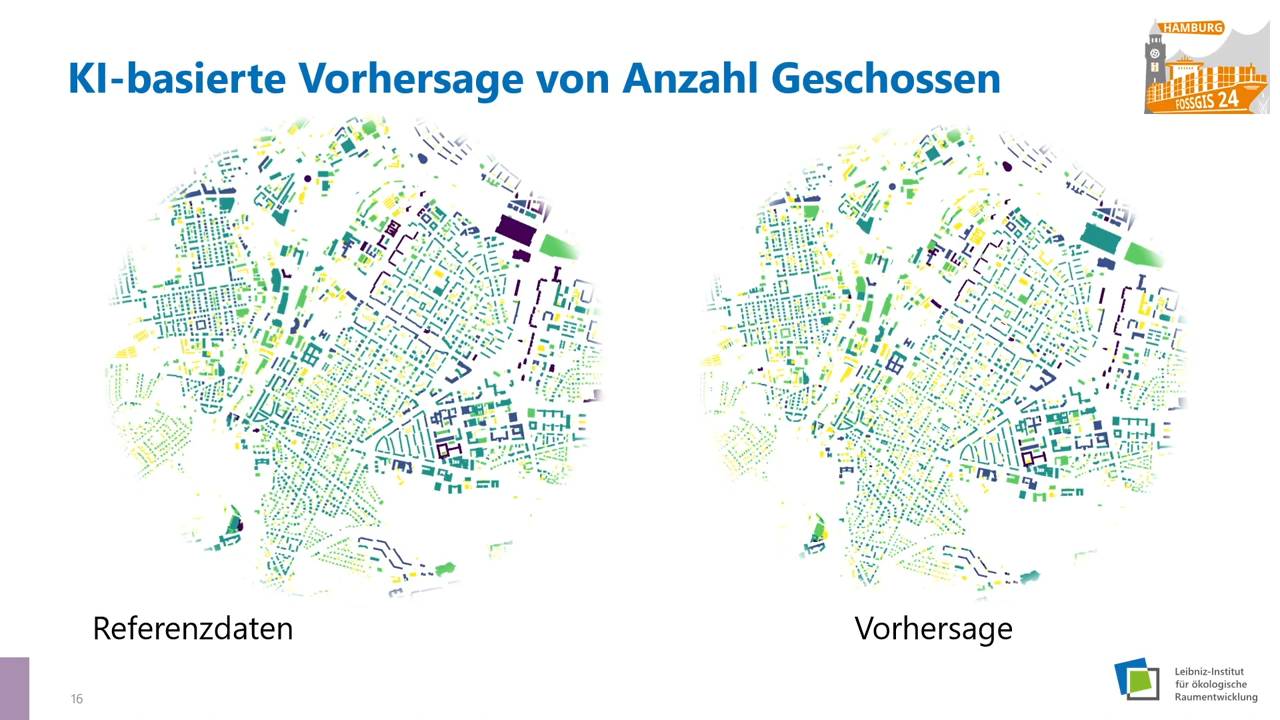 HAMBURG
FOSSGIS 24
KI-basierte Vorhersage von Anzahl Geschossen
Referenzdaten
Vorhersage
16
Leibniz-Institut
für ökologische
Raumentwicklung